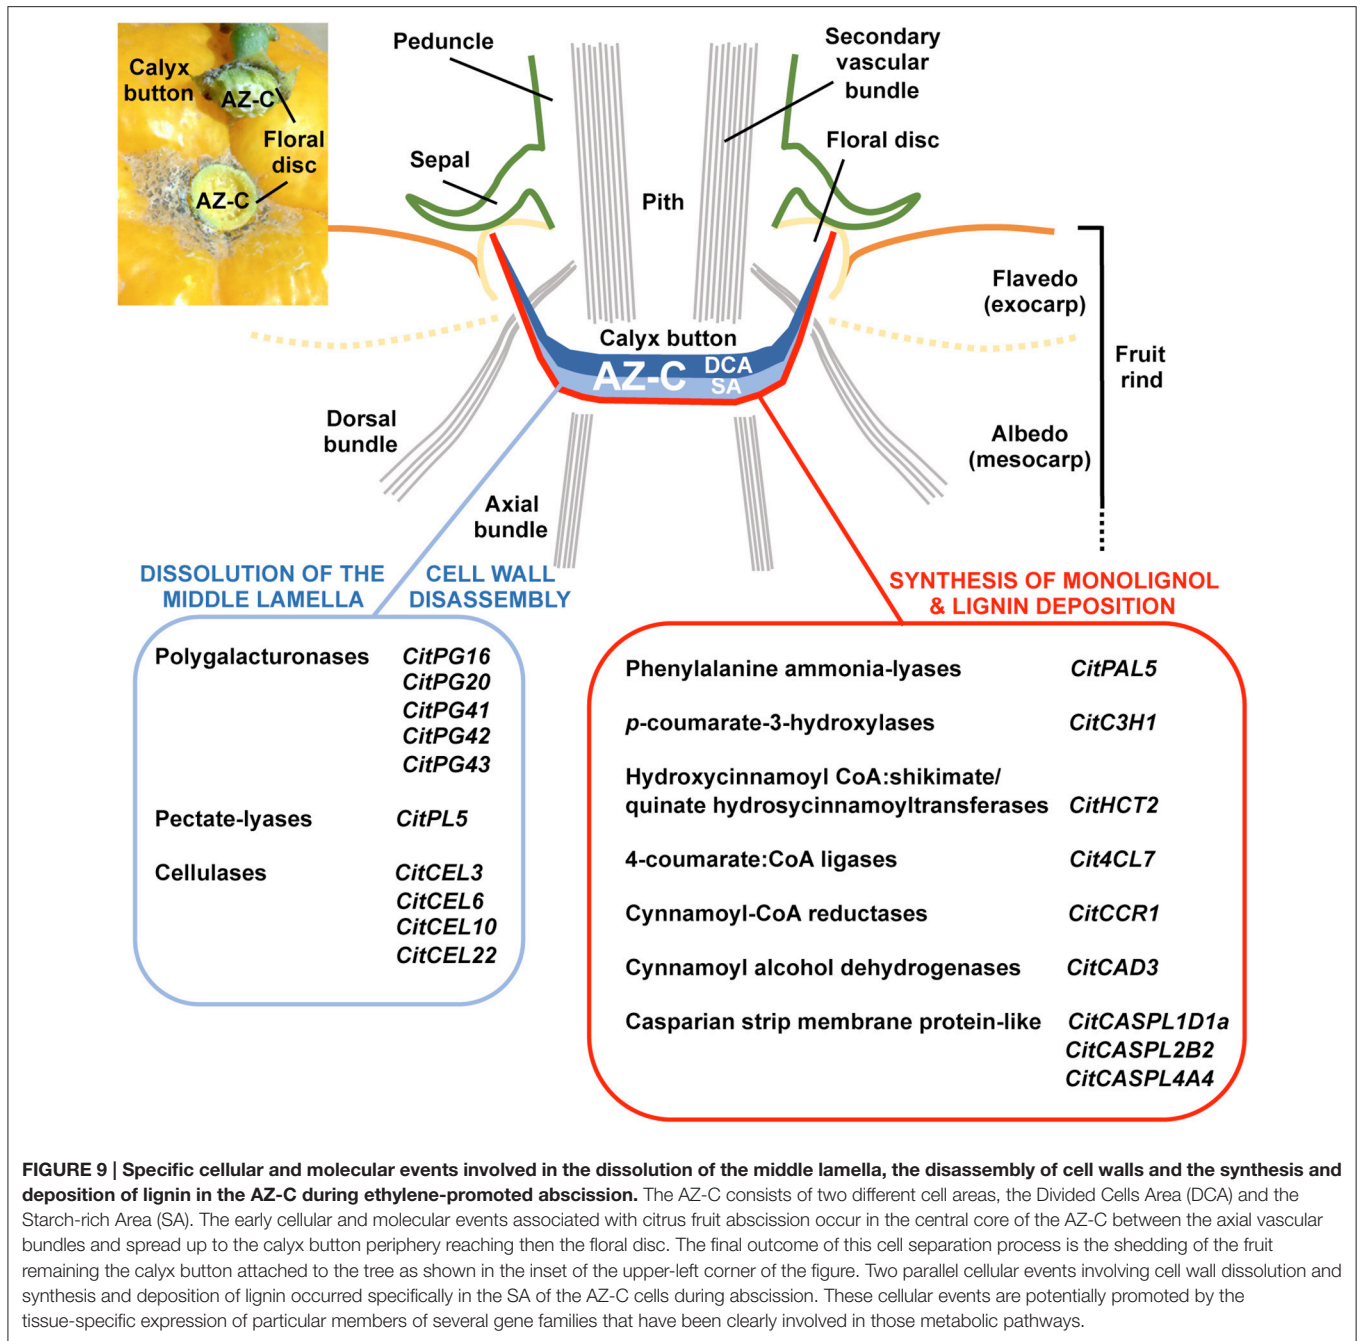 Calyx
button
AZ-C
Floral
disc
AZ-C
Peduncle
Sepal
Pith
Secondary
vascular
bundle
Floral disc
Flavedo
(exocarp)
Fruit
rind
Albedo
(mesocarp)
Calyx button
AZ-C
DCA
SA
Dorsal
bundle
Axial
bundle
DISSOLUTION OF THE
MIDDLE LAMELLA
CELL WALL
DISASSEMBLY
Polygalacturonases CitPG16
CitPG20
CitPG41
CitPG42
CitPG43
Pectate-lyases CitPL5
Cellulases CitCEL3
CitCEL6
CitCEL10
CitCEL22
SYNTHESIS OF MONOLIGNOL
& LIGNIN DEPOSITION
Phenylalanine ammonia-lyases CitPAL5
p-coumarate-3-hydroxylases CitC3H1
Hydroxycinnamoyl CoA:shikimate/
quinate hydrosycinnamoyltransferases CitHCT2
4-coumarate:CoA ligases Cit4CL7
Cynnamoyl-CoA reductases CitCCR1
Cynnamoyl alcohol dehydrogenases CitCAD3
Casparian strip membrane protein-like CitCASPL1D1a
CitCASPL2B2
CitCASPL4A4
FIGURE 9 | Specific cellular and molecular events involved in the dissolution of the middle lamella, the disassembly of cell walls and the synthesis and
deposition of lignin in the AZ-C during ethylene-promoted abscission. The AZ-C consists of two different cell areas, the Divided Cells Area (DCA) and the
Starch-rich Area (SA). The early cellular and molecular events associated with citrus fruit abscission occur in the central core of the AZ-C between the axial vascular
bundles and spread up to the calyx button periphery reaching then the floral disc. The final outcome of this cell separation process is the shedding of the fruit
remaining the calyx button attached to the tree as shown in the inset of the upper-left corner of the figure. Two parallel cellular events involving cell wall dissolution and
synthesis and deposition of lignin occurred specifically in the SA of the AZ-C cells during abscission. These cellular events are potentially promoted by the
tissue-specific expression of particular members of several gene families that have been clearly involved in those metabolic pathways.